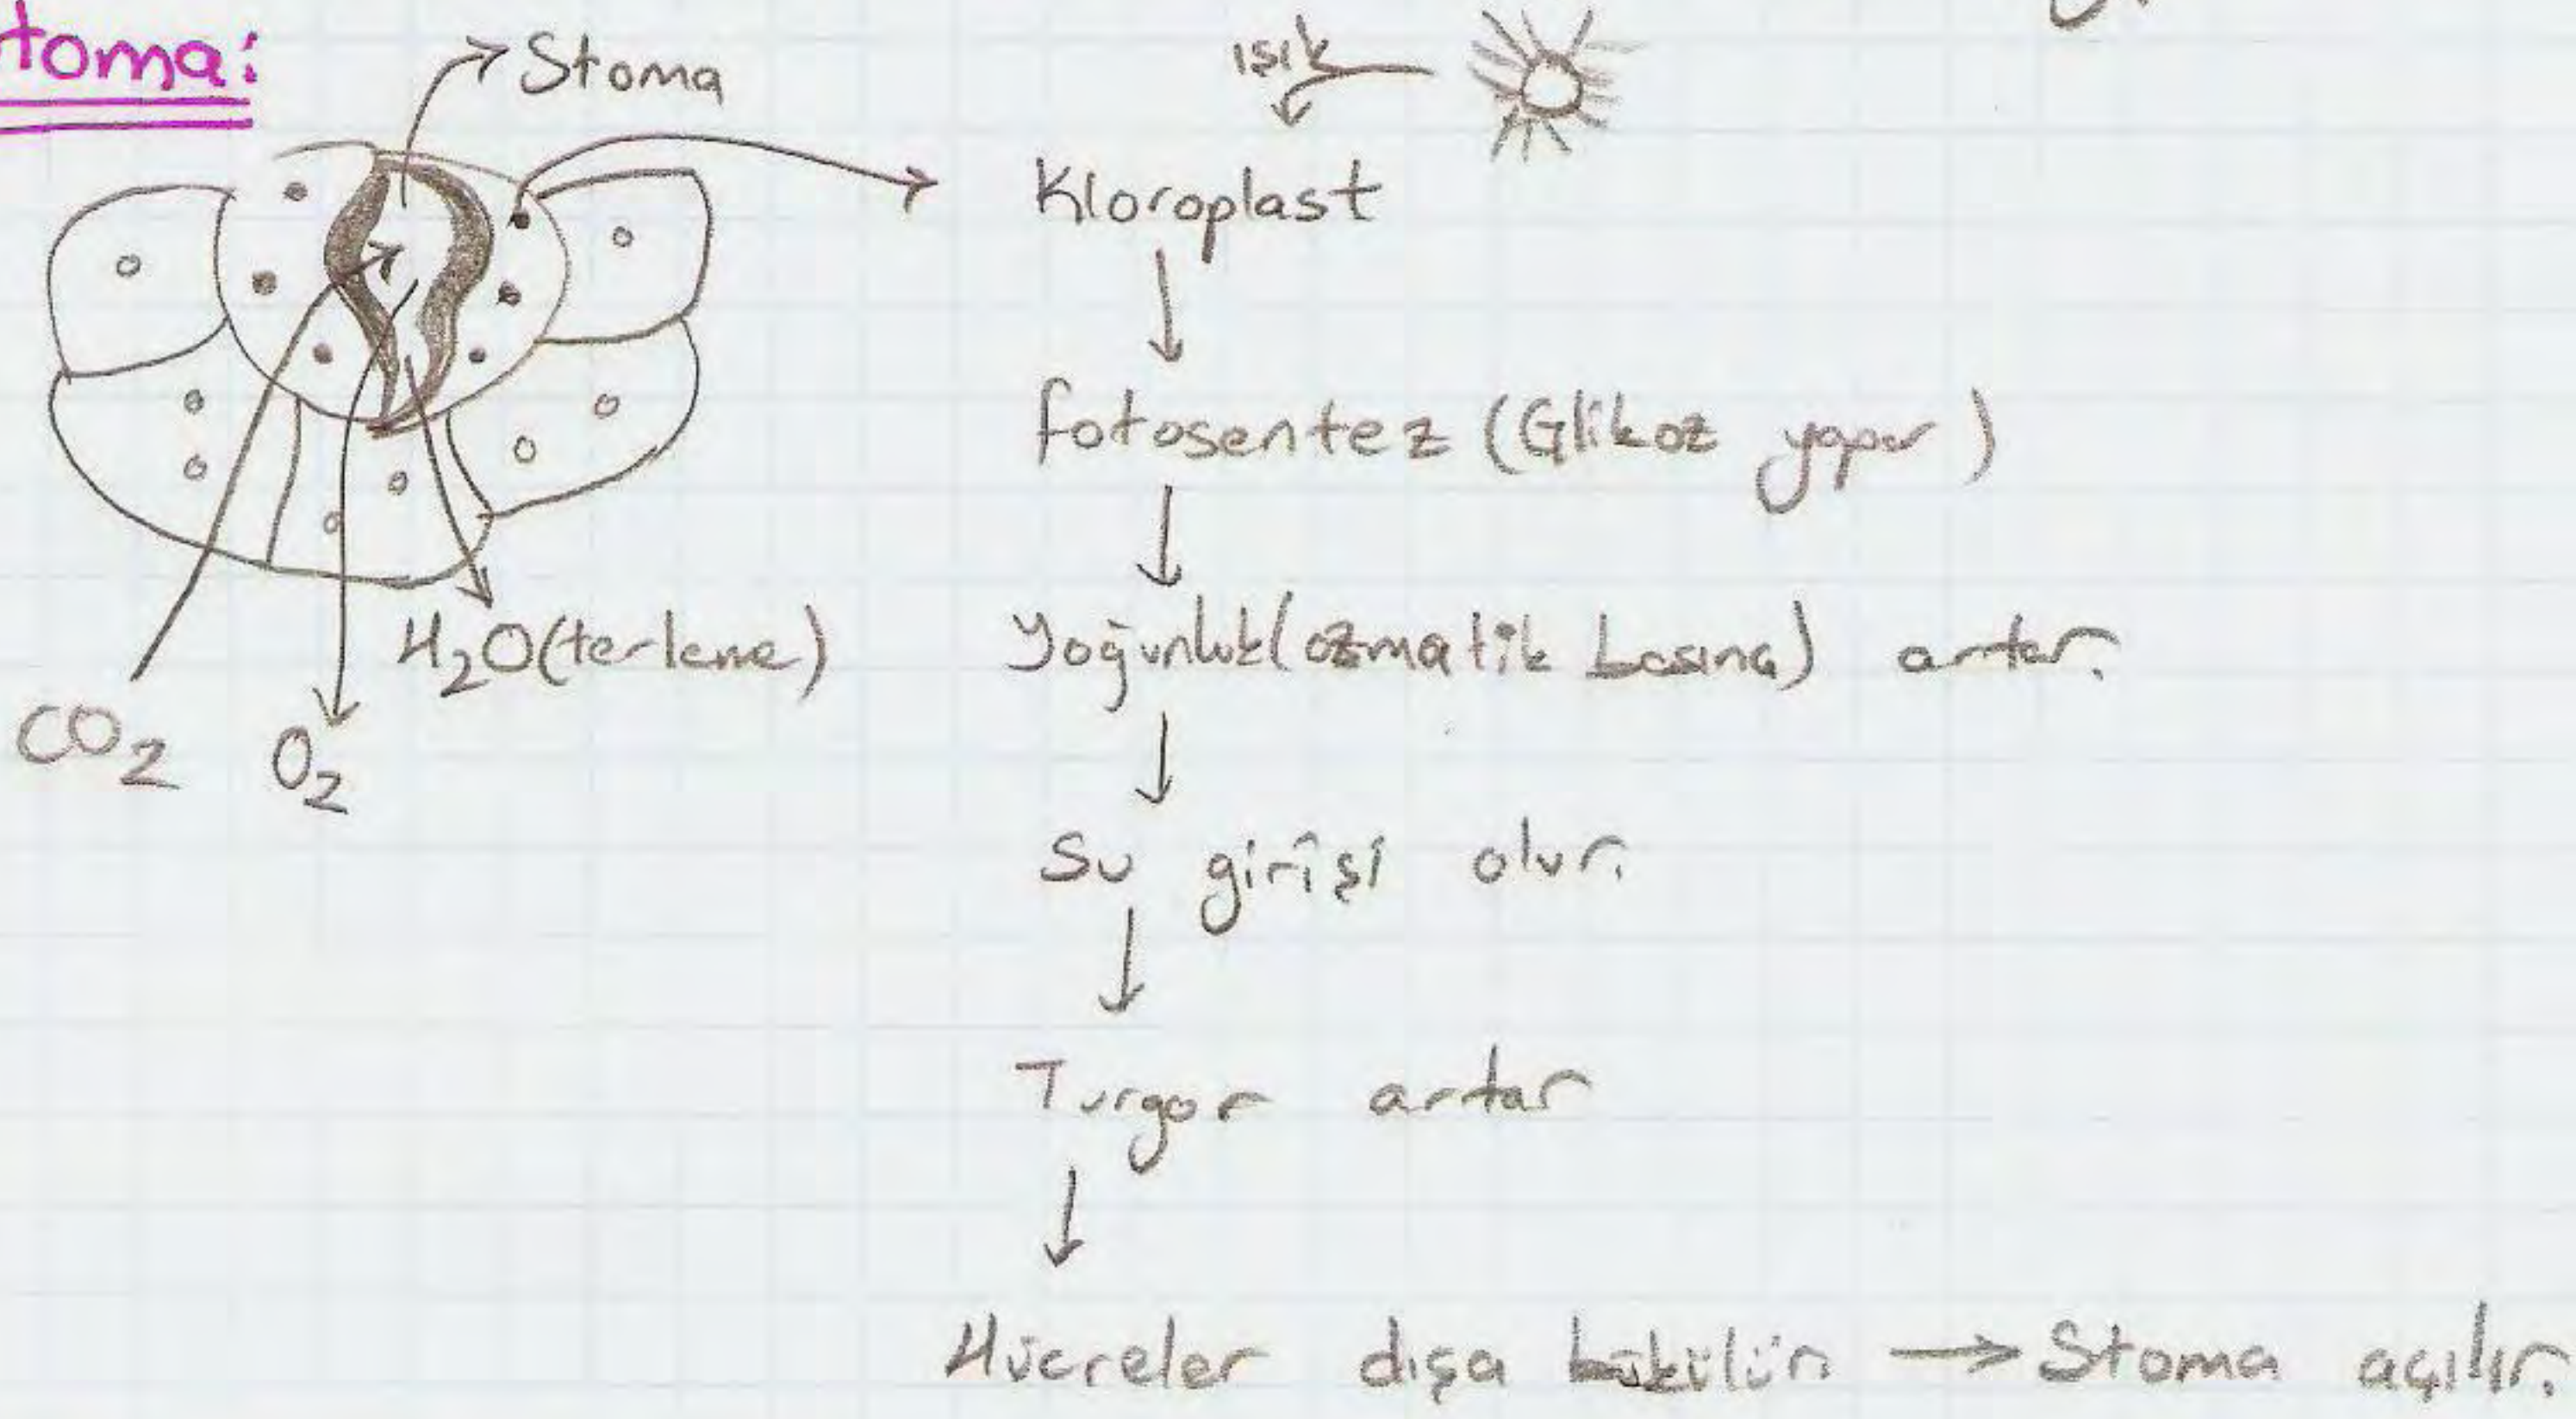 toma:
Stoma
ışık
Kloroplast
fotosentez (Glikoz yapar)
Yoğunluk (ozmatik basınç) artar.
H₂O (terleme)
CO₂ O₂
Su girişi olur.
Turgor artar
Hücreler dışa bükülür → Stoma açılır.